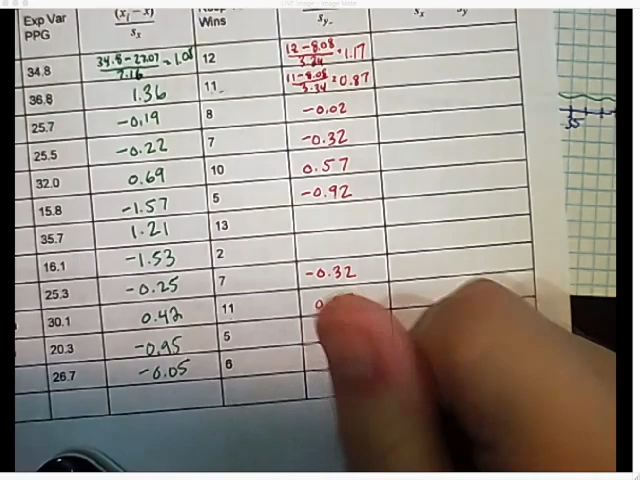 Exp Var (xᵢ – x̄)
PPG sₓ Wins s_y sₓ s_y
34.8 34.8-27.07/7.16 = 1.08 12 12-8.08/3.34 = 1.17
36.8 1.36 11 11-8.08/3.34 = 0.87
25.7 -0.19 8 -0.02
25.5 -0.22 7 -0.32
32.0 0.69 10 0.57
15.8 -1.57 5 -0.92
35.7 1.21 13
16.1 -1.53 2
25.3 -0.25 7 -0.32
30.1 0.42 11 0
20.3 -0.95 5
26.7 -0.05 6